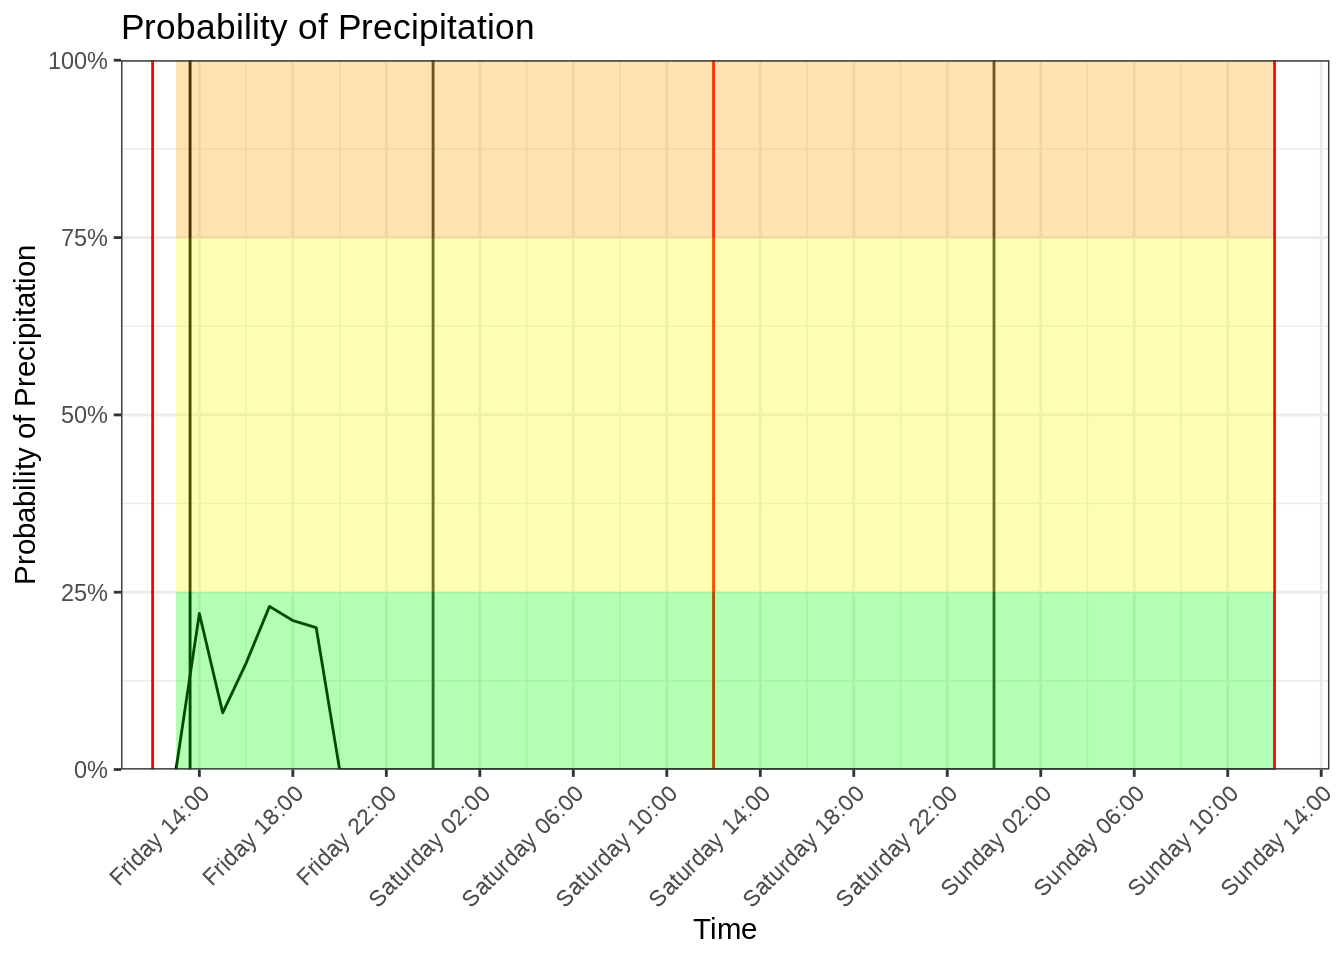 Probability of Precipitation
100%
75%
50%
25%
0%
Probability of Precipitation
Friday 14:00
Friday 18:00
Friday 22:00
Saturday 02:00
Saturday 06:00
Saturday 10:00
Saturday 14:00
Saturday 18:00
Saturday 22:00
Sunday 02:00
Sunday 06:00
Sunday 10:00
Sunday 14:00
Time